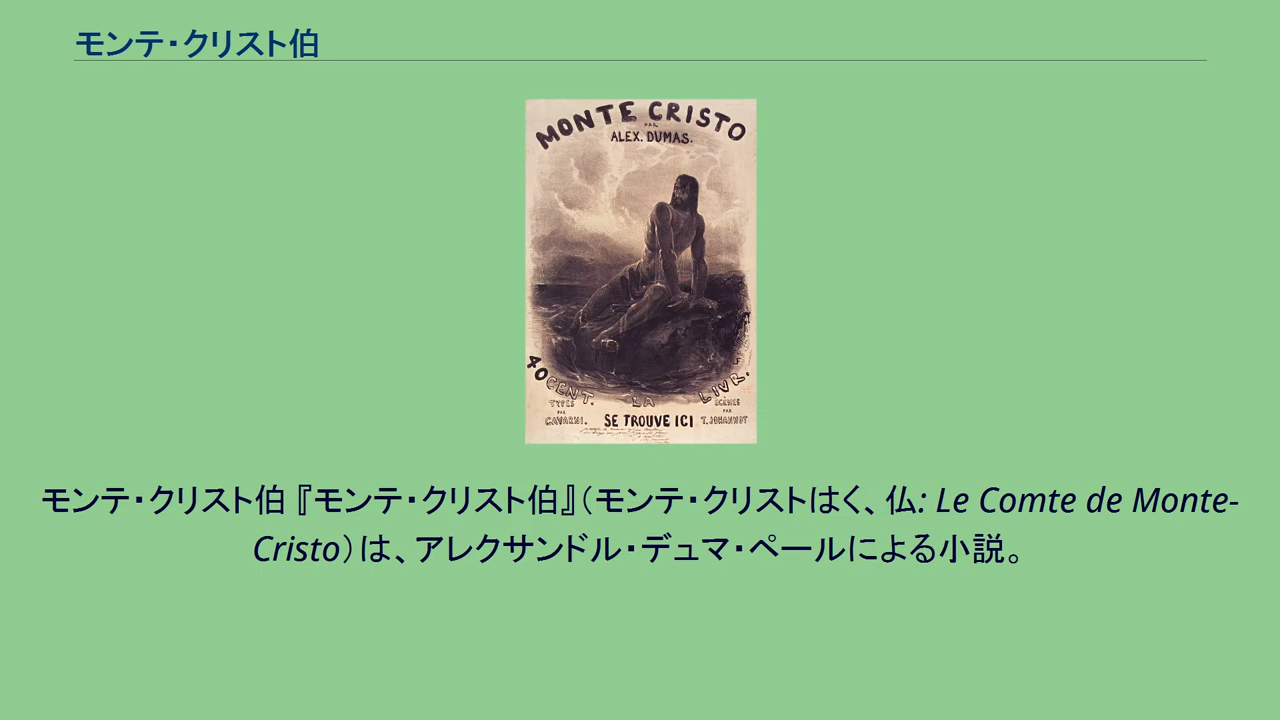 モンテ・クリスト伯
MONTE CRISTO
PAR
ALEX. DUMAS.
40 CENT. LA LIVR.
TYPES SCÈNES
PAR PAR
GAVARNI. SE TROUVE ICI T. JOHANNOT
モンテ・クリスト伯『モンテ・クリスト伯』（モンテ・クリストはく、仏: Le Comte de Monte-
Cristo）は、アレクサンドル・デュマ・ペールによる小説。